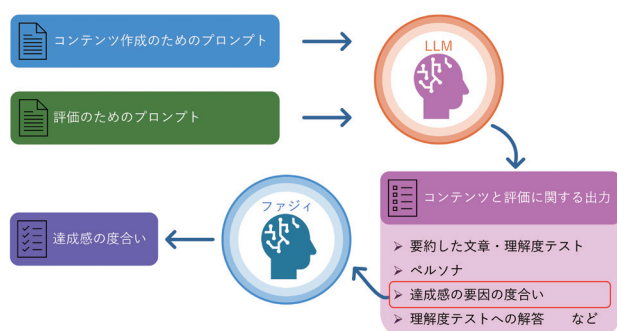 コンテンツ作成のためのプロンプト
LLM
評価のためのプロンプト
コンテンツと評価に関する出力
ファジィ
達成感の度合い
➢ 要約した文章・理解度テスト
➢ ペルソナ
➢ 達成感の要因の度合い
➢ 理解度テストへの解答 など